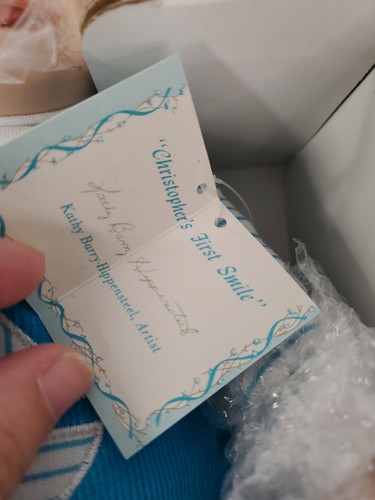 "Christopher's First Smile"
Kathy Barry Hippensteel
Kathy Barry-Hippensteel, Artist